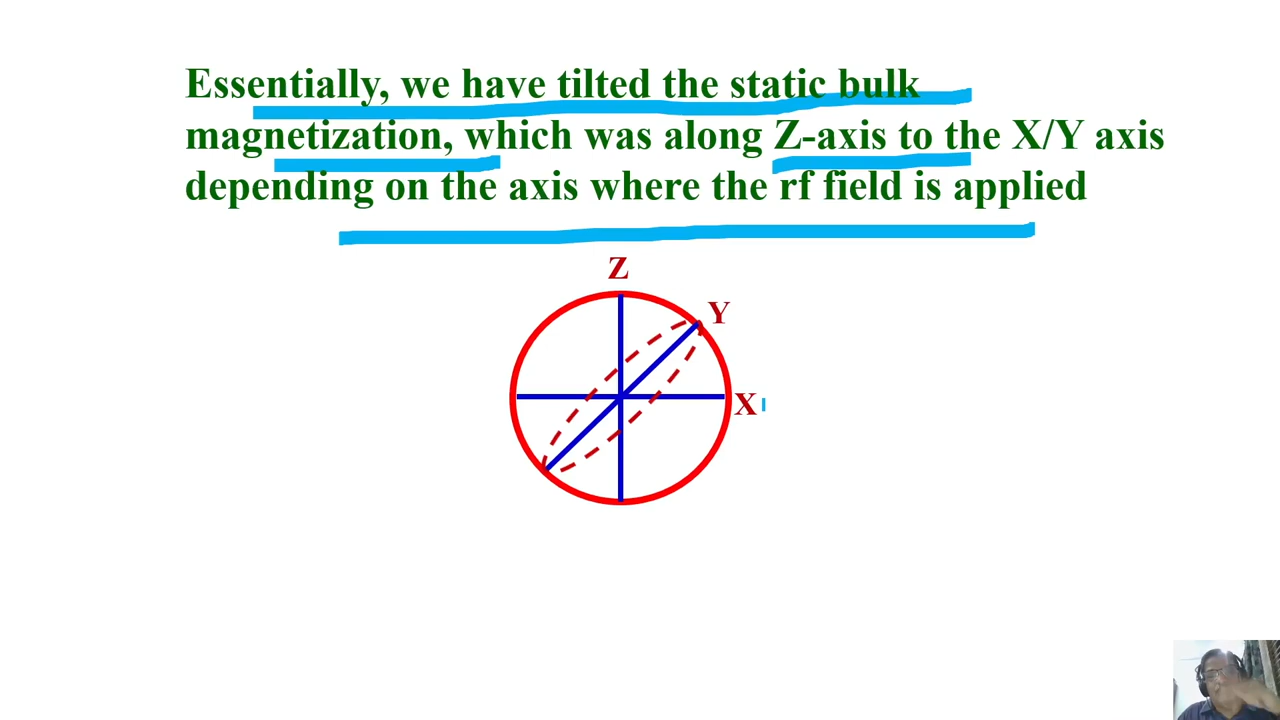 Essentially, we have tilted the static bulk
magnetization, which was along Z-axis to the X/Y axis
depending on the axis where the rf field is applied
Z
Y
X